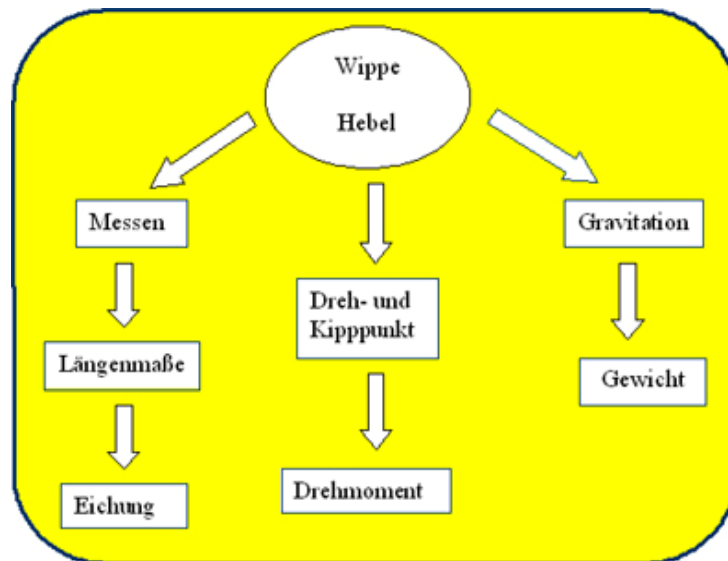 Wippe
Hebel
Messen
Gravitation
Dreh- und
Kipppunkt
Längenmaße
Gewicht
Eichung
Drehmoment